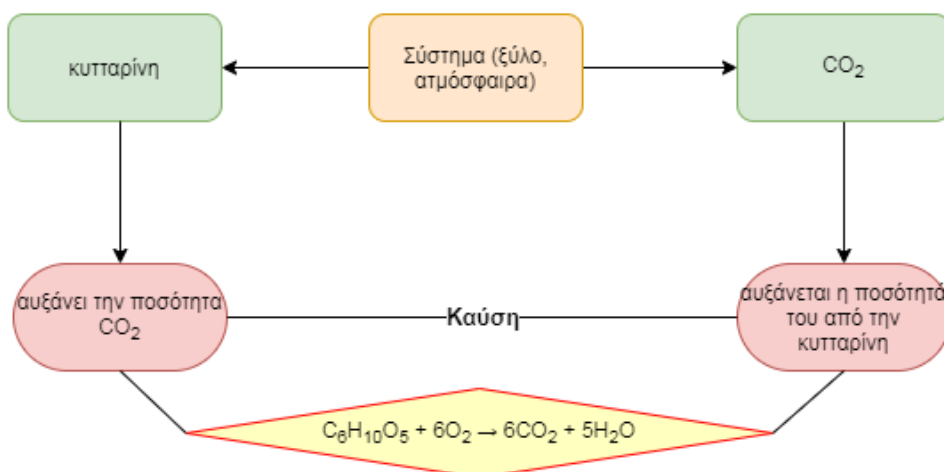 κυτταρίνη
Σύστημα (ξύλο,
ατμόσφαιρα)
CO₂
αυξάνει την ποσότητα
CO₂
Καύση
αυξάνεται η ποσότητά
του από την
κυτταρίνη
C₆H₁₀O₅ + 6O₂ → 6CO₂ + 5H₂O